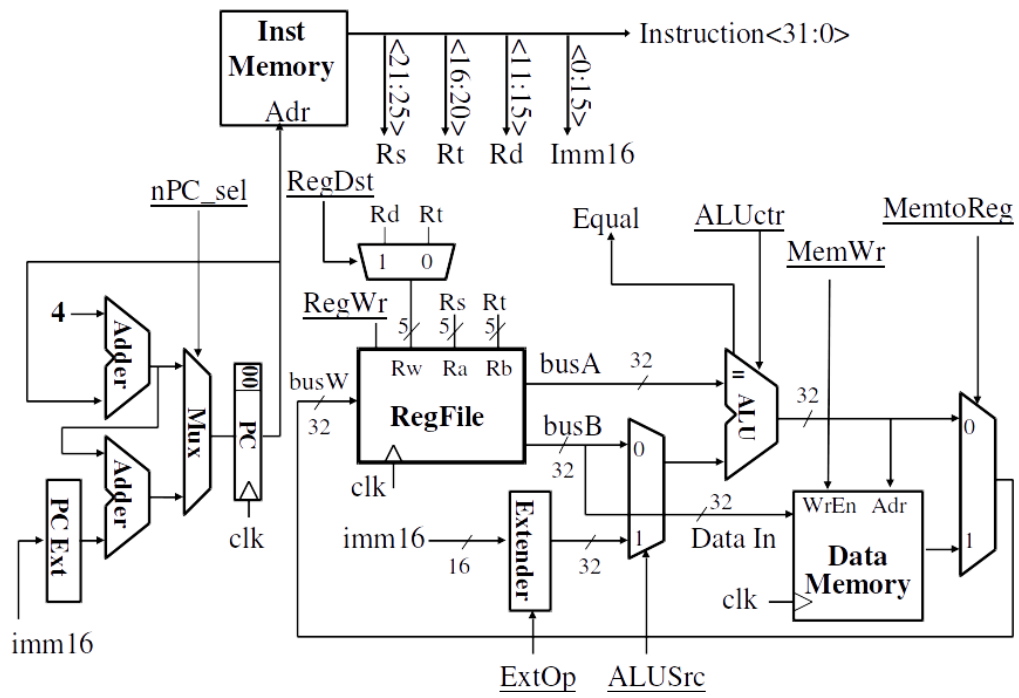 Inst
Memory
Adr
Instruction<31:0>
<21:25>
<16:20>
<11:15>
<0:15>
Rs
Rt
Rd
Imm16
nPC_sel
RegDst
Rd
Rt
1
0
Equal
ALUctr
MemtoReg
MemWr
4
Adder
RegWr
5
Rs
5
Rt
5
Rw
Ra
Rb
RegFile
busW
32
clk
busA
32
busB
32
=
ALU
32
0
1
Mux
00
PC
clk
Adder
PC Ext
imm16
imm16
16
Extender
32
0
1
32
Data In
WrEn
Adr
Data
Memory
clk
ExtOp
ALUSrc